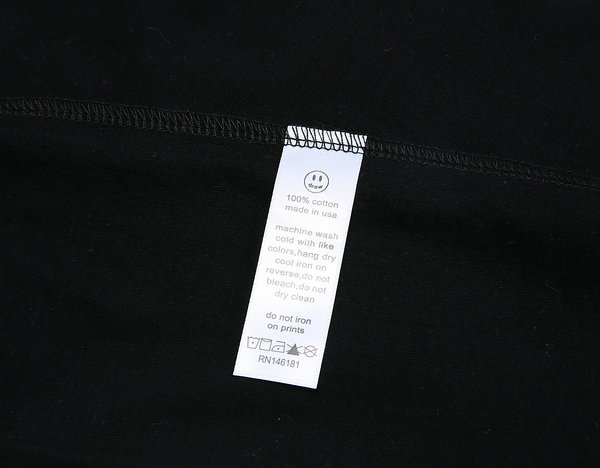 drew
100% cotton
made in usa
machine wash
cold with like
colors,hang dry
cool iron on
reverse,do not
bleach,do not
dry clean
do not iron
on prints
RN146181